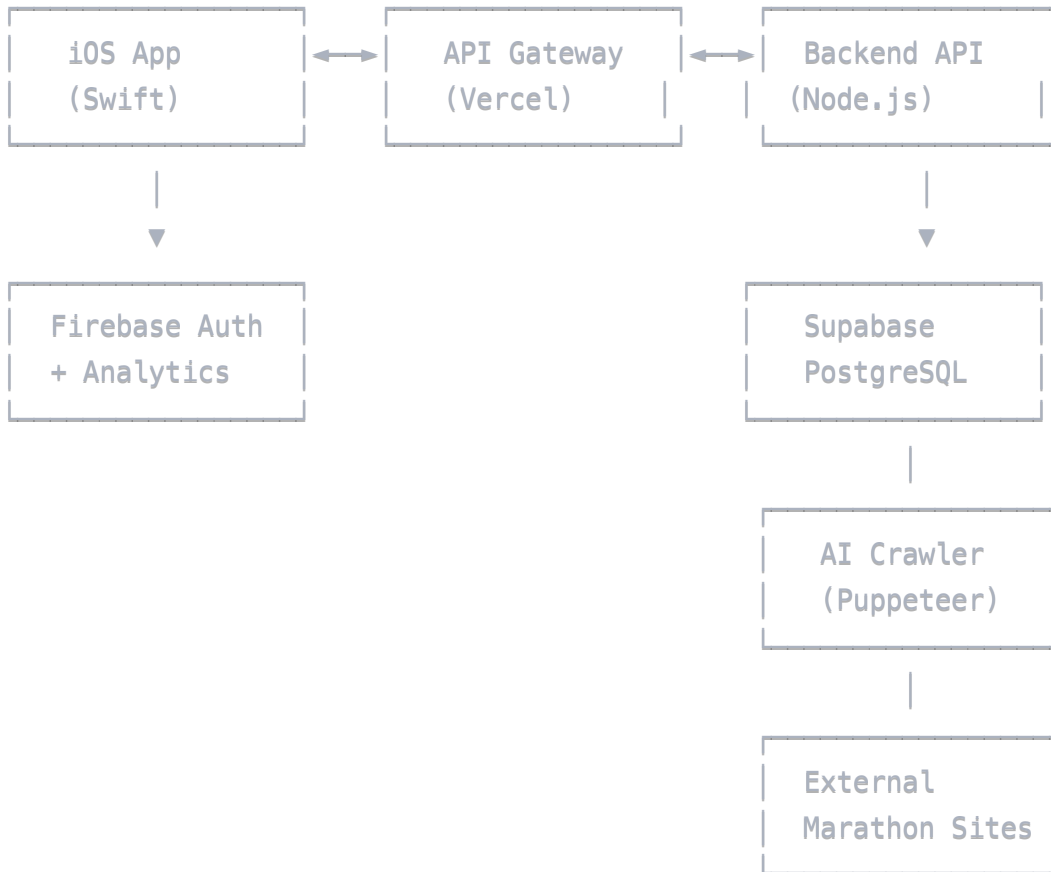 iOS App
(Swift)
API Gateway
(Vercel)
Backend API
(Node.js)
Firebase Auth
+ Analytics
Supabase
PostgreSQL
AI Crawler
(Puppeteer)
External
Marathon Sites